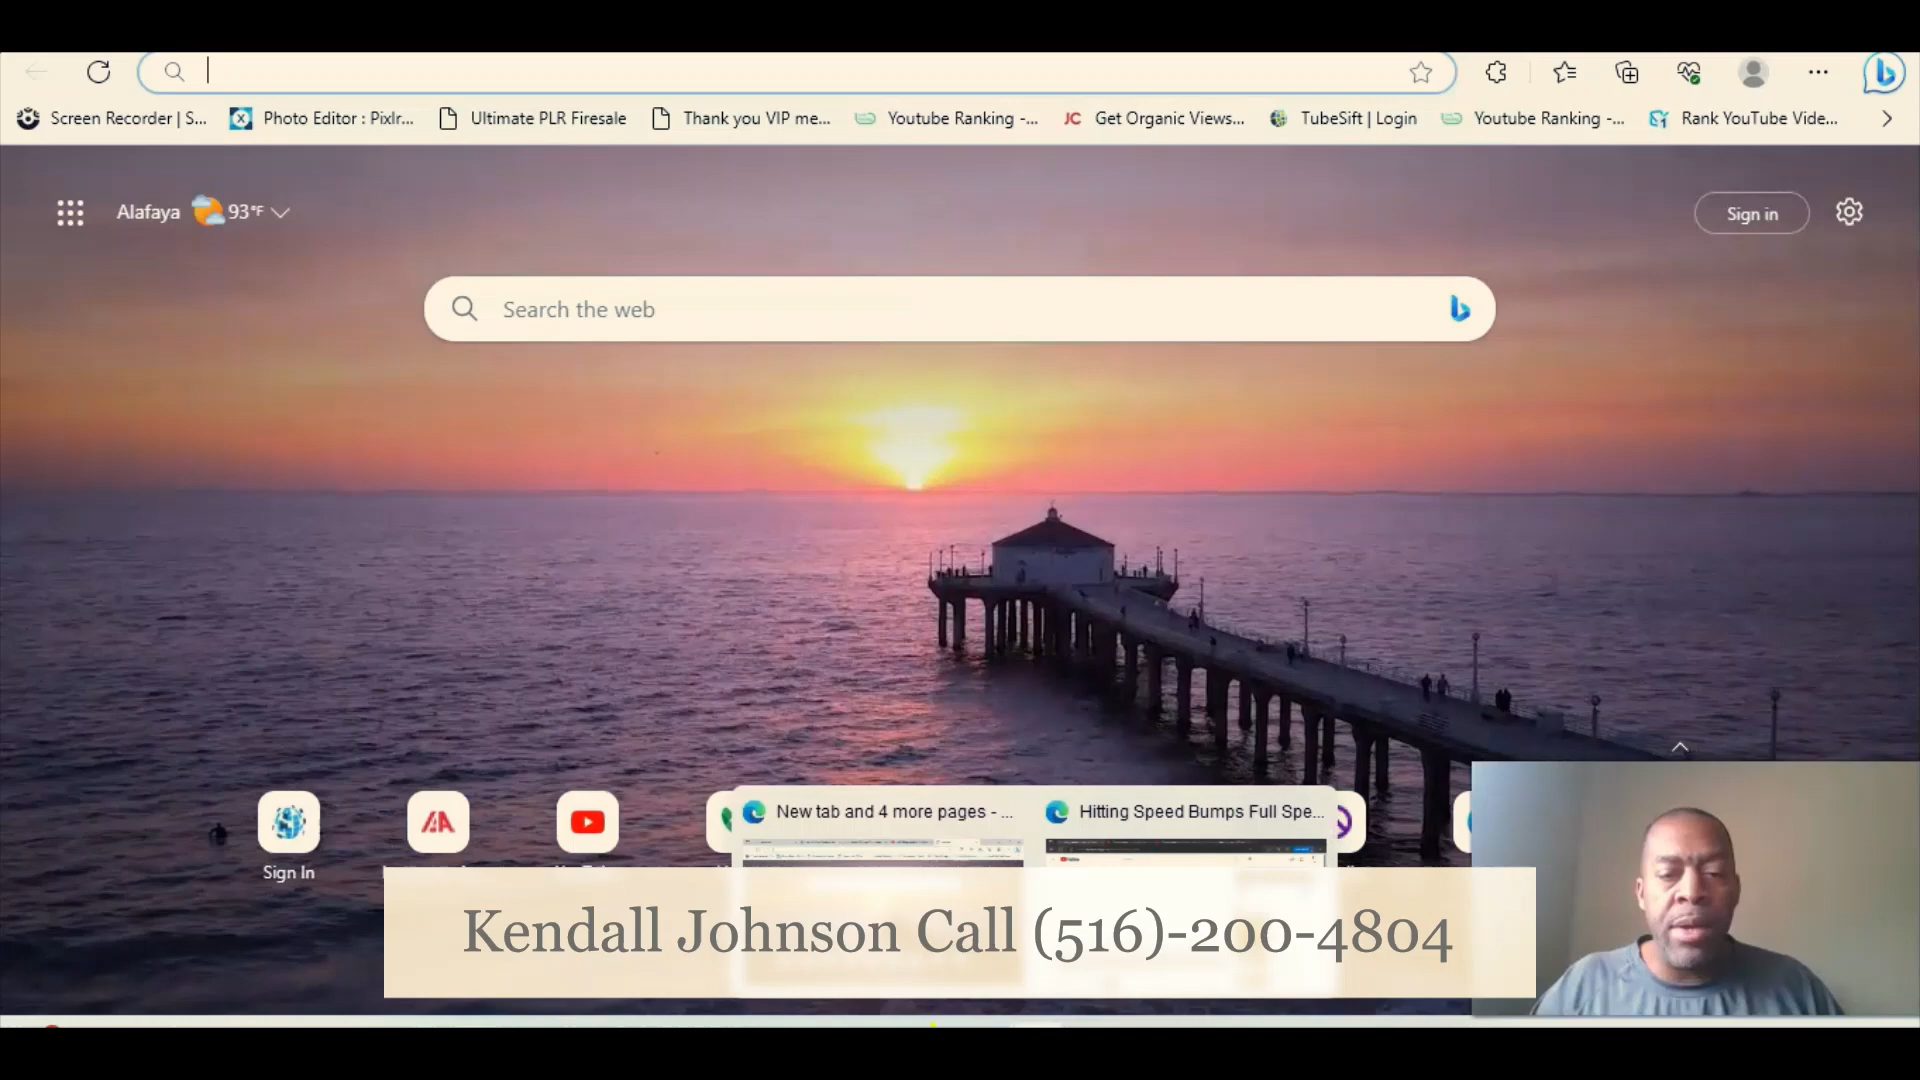 Screen Recorder | S...
Photo Editor : Pixlr...
Ultimate PLR Firesale
Thank you VIP me...
Youtube Ranking -...
JC
Get Organic Views...
TubeSift | Login
Youtube Ranking -...
Rank YouTube Vide...
Alafaya
93°F
Sign in
Search the web
New tab and 4 more pages - ...
Hitting Speed Bumps Full Spe...
Sign In
Kendall Johnson Call (516)-200-4804